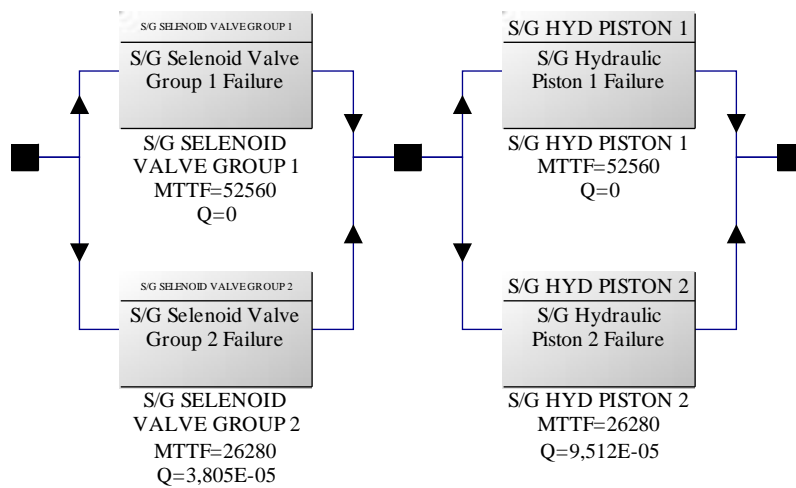 S/G SELENOID VALVE GROUP 1
S/G Selenoid Valve
Group 1 Failure
S/G SELENOID
VALVE GROUP 1
MTTF=52560
Q=0
S/G HYD PISTON 1
S/G Hydraulic
Piston 1 Failure
S/G HYD PISTON 1
MTTF=52560
Q=0
S/G SELENOID VALVE GROUP 2
S/G Selenoid Valve
Group 2 Failure
S/G SELENOID
VALVE GROUP 2
MTTF=26280
Q=3,805E-05
S/G HYD PISTON 2
S/G Hydraulic
Piston 2 Failure
S/G HYD PISTON 2
MTTF=26280
Q=9,512E-05